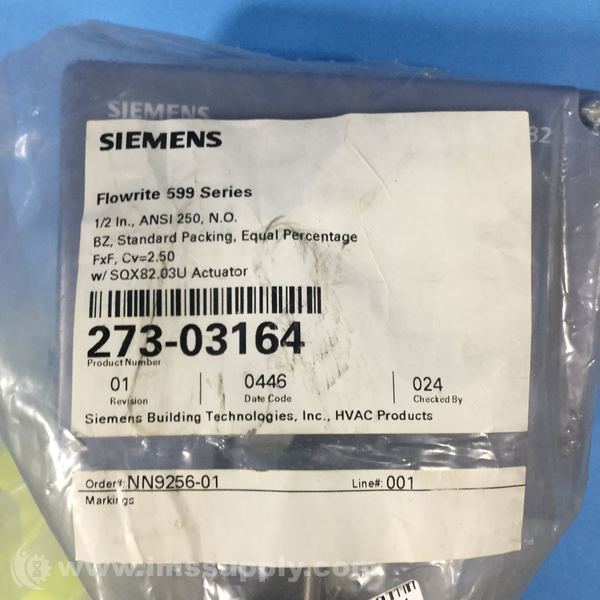 SIEMENS
82
SIEMENS
Flowrite 599 Series
1/2 In., ANSI 250, N.O.
BZ, Standard Packing, Equal Percentage
FxF, Cv=2.50
w/ SQX82.03U Actuator
273-03164
Product Number
01 0446 024
Revision Date Code Checked By
Siemens Building Technologies, Inc., HVAC Products
Order#: NN9256-01 Line#: 001
Markings
© www.imssupply.com